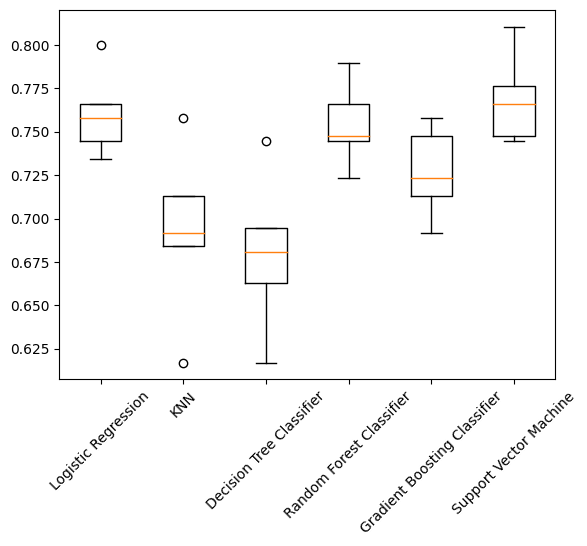 0.800
0.775
0.750
0.725
0.700
0.675
0.650
0.625
Logistic Regression
KNN
Decision Tree Classifier
Random Forest Classifier
Gradient Boosting Classifier
Support Vector Machine